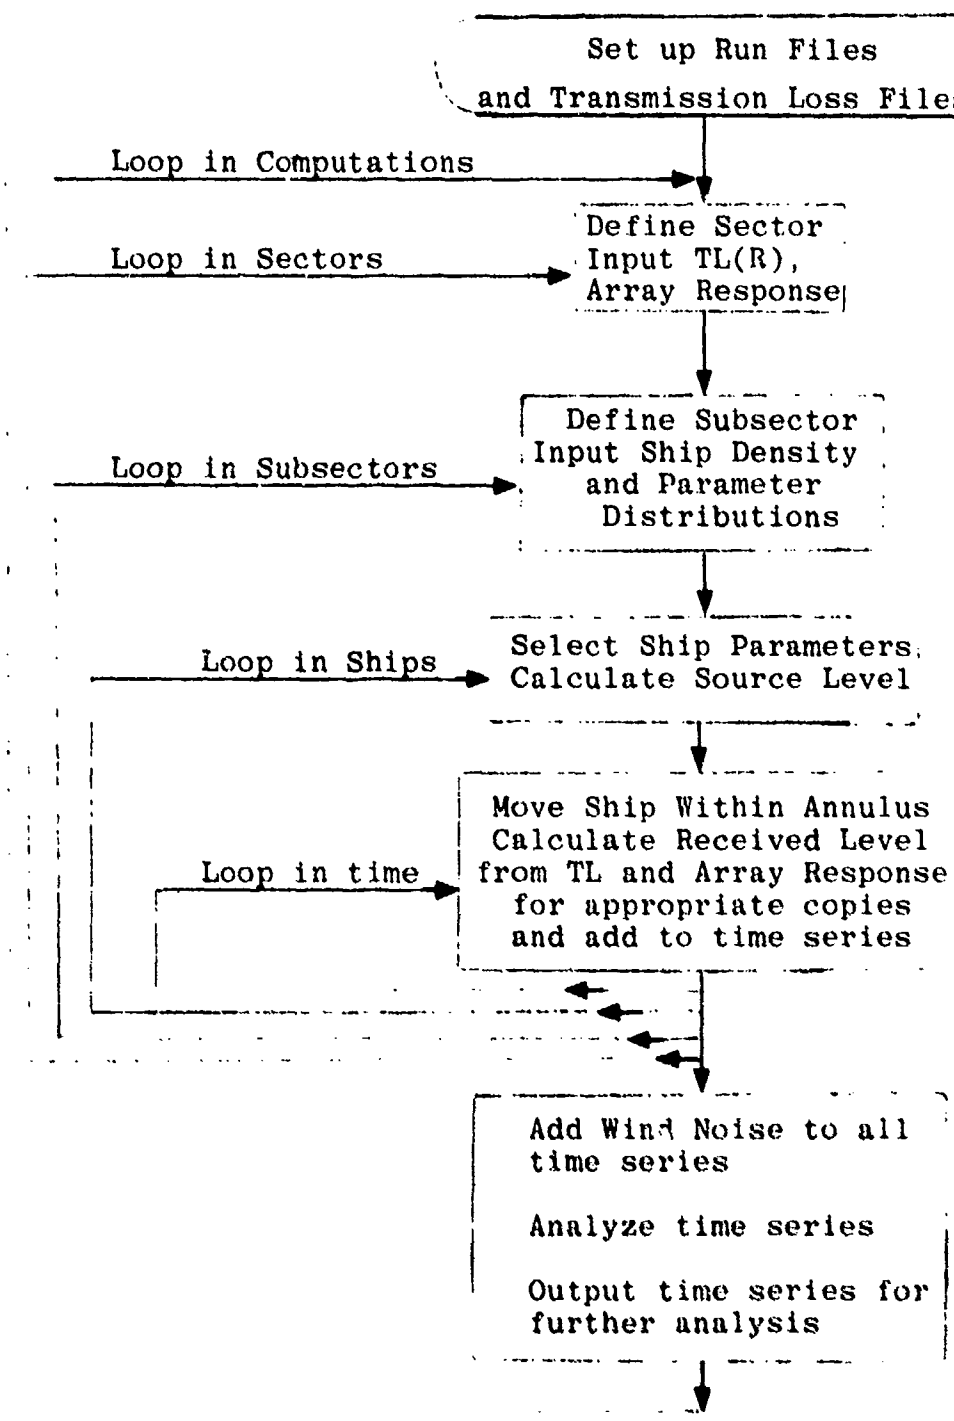 Set up Run Files
and Transmission Loss Files
Loop in Computations
Define Sector
Input TL(R),
Array Response
Loop in Sectors
Define Subsector
Input Ship Density
and Parameter
Distributions
Loop in Subsectors
Select Ship Parameters
Calculate Source Level
Loop in Ships
Move Ship Within Annulus
Calculate Received Level
from TL and Array Response
for appropriate copies
and add to time series
Loop in time
Add Wind Noise to all
time series
Analyze time series
Output time series for
further analysis